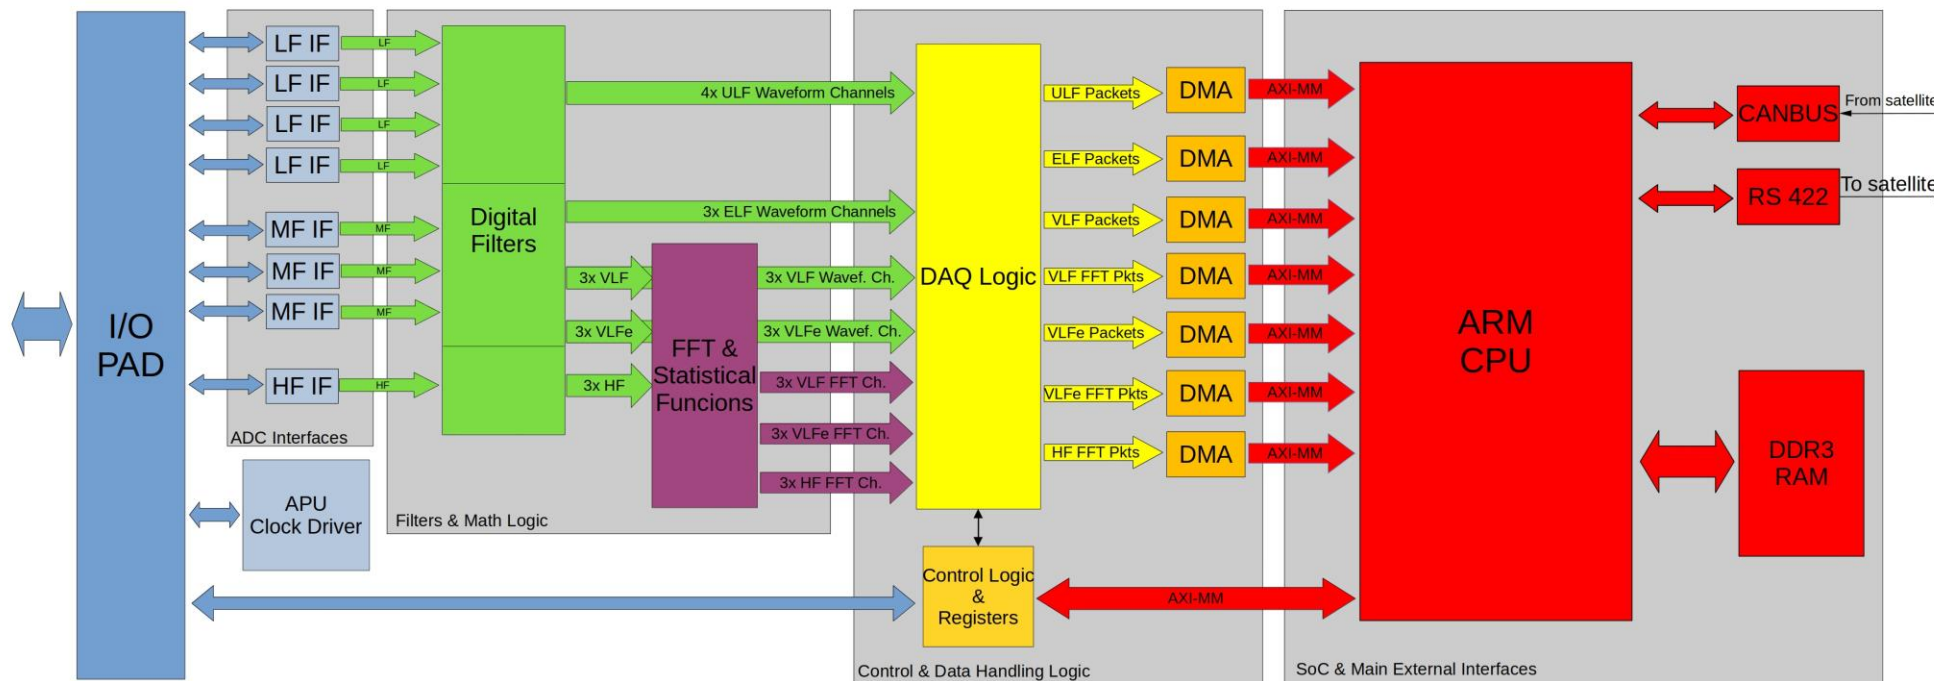 I/O
PAD
LF IF
LF IF
LF IF
LF IF
MF IF
MF IF
MF IF
HF IF
ADC Interfaces
APU
Clock Driver
LF
LF
LF
LF
MF
MF
MF
HF
Digital
Filters
4x ULF Waveform Channels
3x ELF Waveform Channels
3x VLF
3x VLFe
3x HF
FFT &
Statistical
Funcions
3x VLF Wavef. Ch.
3x VLFe Wavef. Ch.
3x VLF FFT Ch.
3x VLFe FFT Ch.
3x HF FFT Ch.
Filters & Math Logic
DAQ Logic
ULF Packets
ELF Packets
VLF Packets
VLF FFT Pkts
VLFe Packets
VLFe FFT Pkts
HF FFT Pkts
DMA
DMA
DMA
DMA
DMA
DMA
DMA
Control Logic
&
Registers
Control & Data Handling Logic
AXI-MM
AXI-MM
AXI-MM
AXI-MM
AXI-MM
AXI-MM
AXI-MM
AXI-MM
ARM
CPU
CANBUS
From satellite
RS 422
To satellite
DDR3
RAM
SoC & Main External Interfaces